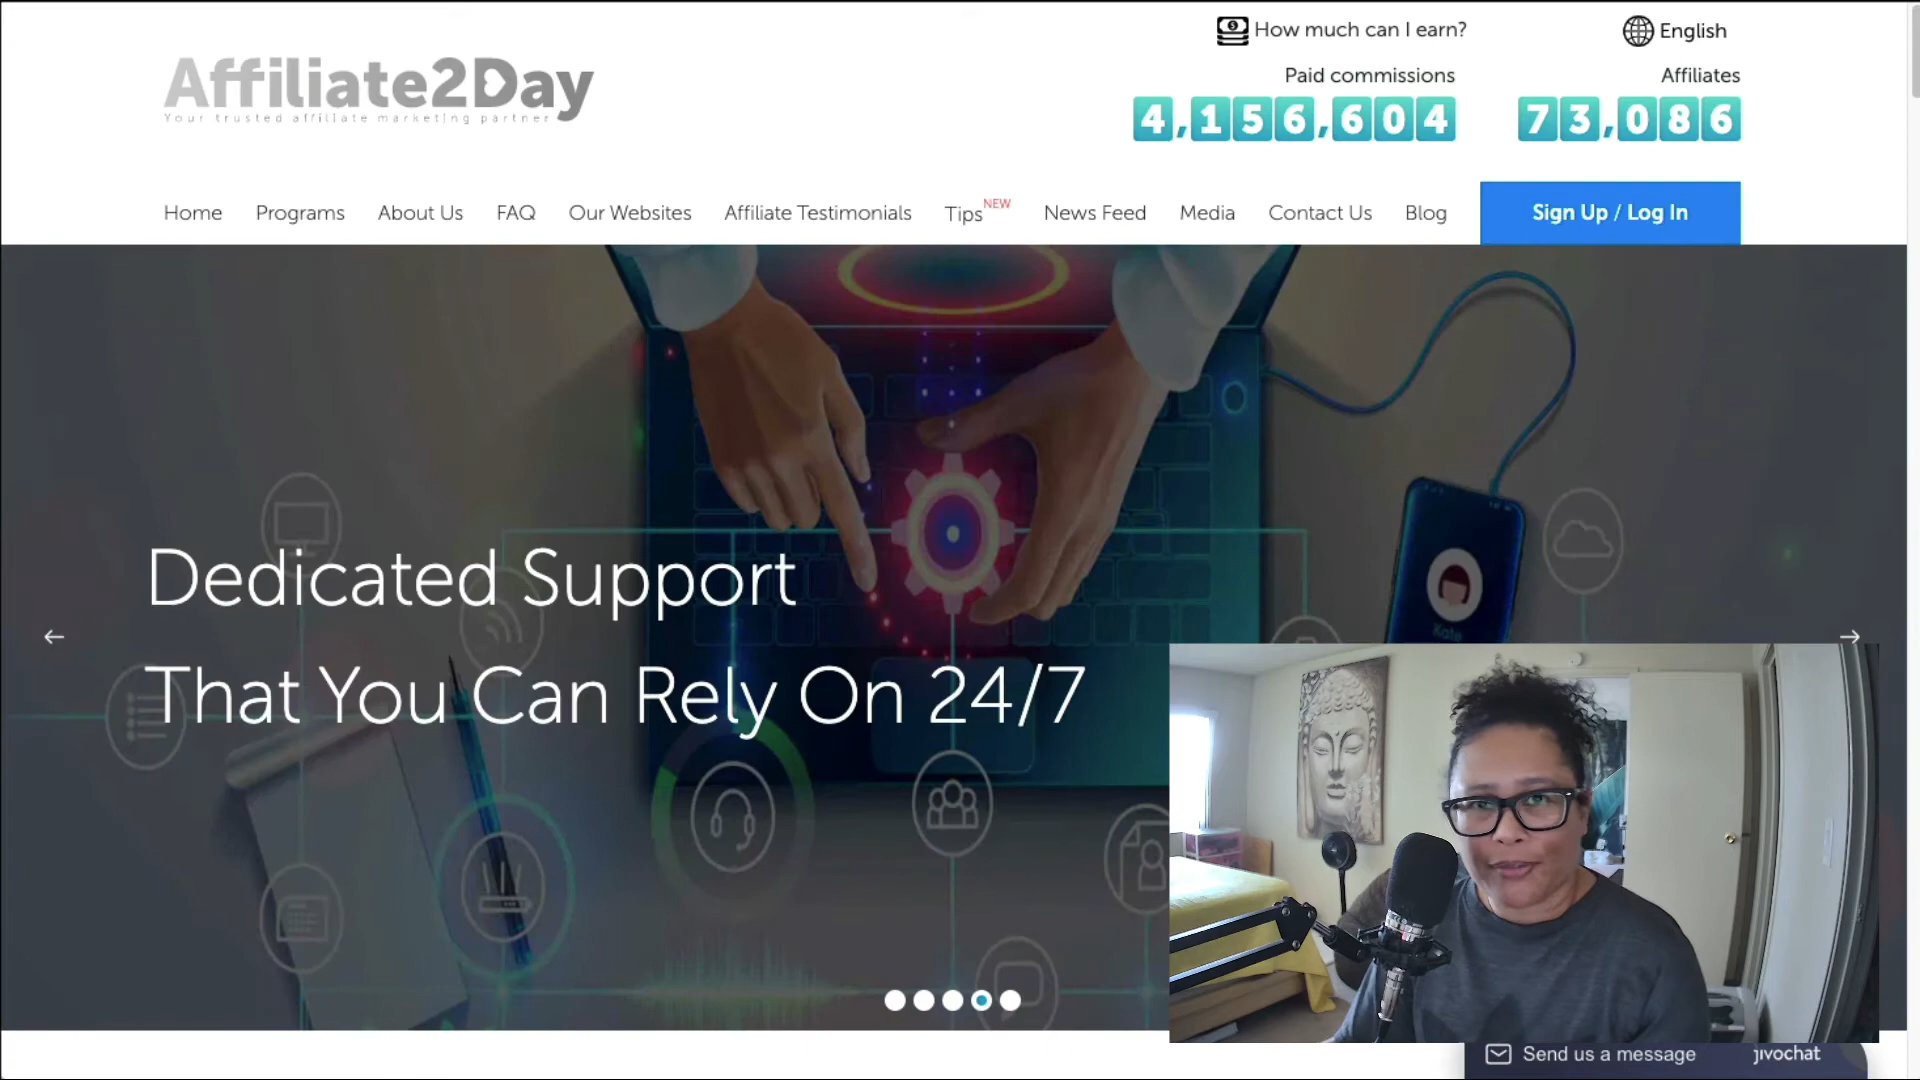 How much can I earn?
English
Affiliate2Day
Your trusted affiliate marketing partner
Paid commissions
4,156,604
Affiliates
73,086
Home
Programs
About Us
FAQ
Our Websites
Affiliate Testimonials
Tips NEW
News Feed
Media
Contact Us
Blog
Sign Up / Log In
Dedicated Support
That You Can Rely On 24/7
Kate
Send us a message
jivochat